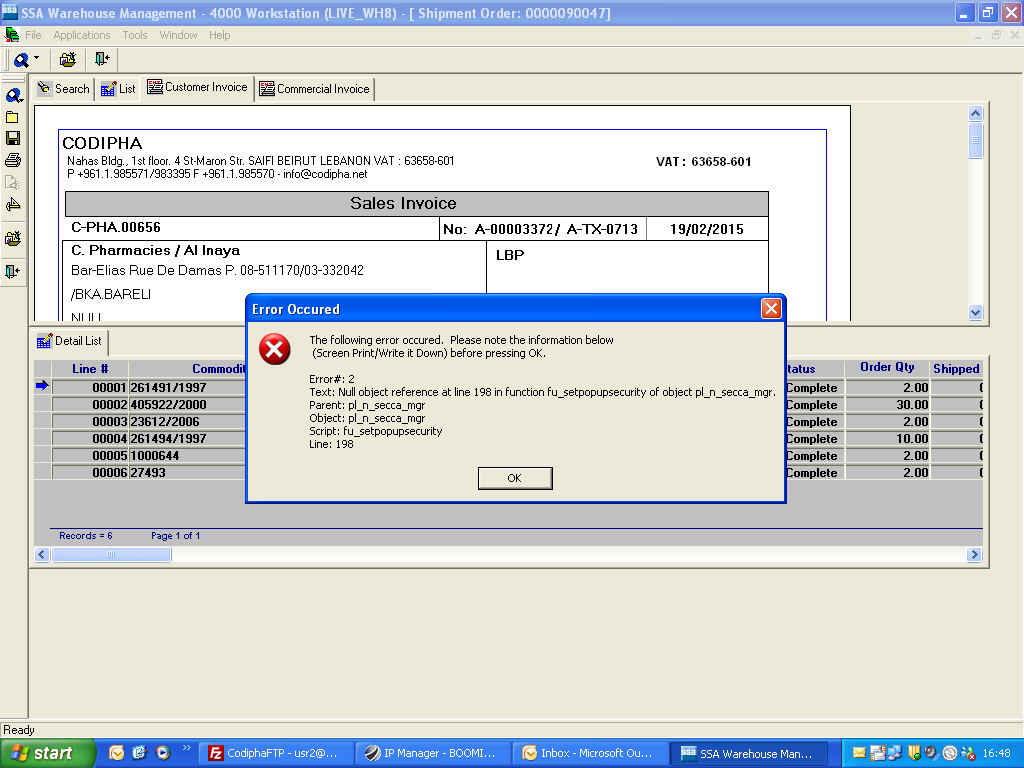 SSA Warehouse Management - 4000 Workstation (LIVE_WH8) - [ Shipment Order: 0000090047]
File Applications Tools Window Help
Search List Customer Invoice Commercial Invoice
CODIPHA
Nahas Bldg., 1st floor. 4 St-Maron Str. SAIFI BEIRUT LEBANON VAT : 63658-601
VAT : 63658-601
P +961.1.985571/983395 F +961.1.985570 - info@codipha.net
Sales Invoice
C-PHA.00656 No: A-00003372/ A-TX-0713 19/02/2015
C. Pharmacies / Al Inaya LBP
Bar-Elias Rue De Damas P. 08-511170/03-332042
/BKA.BARELI
NULL
Error Occured
The following error occured. Please note the information below
(Screen Print/Write it Down) before pressing OK.
Error#: 2
Text: Null object reference at line 198 in function fu_setpopupsecurity of object pl_n_secca_mgr.
Parent: pl_n_secca_mgr
Object: pl_n_secca_mgr
Script: fu_setpopupsecurity
Line: 198
OK
Detail List
Line # Commodit tatus Order Qty Shipped
00001 261491/1997 Complete 2.00
00002 405922/2000 Complete 30.00
00003 23612/2006 Complete 2.00
00004 261494/1997 Complete 10.00
00005 1000644 Complete 2.00
00006 27493 Complete 2.00
Records = 6 Page 1 of 1
Ready
start CodiphaFTP - usr2@... IP Manager - BOOMI... Inbox - Microsoft Ou... SSA Warehouse Man... 16:48